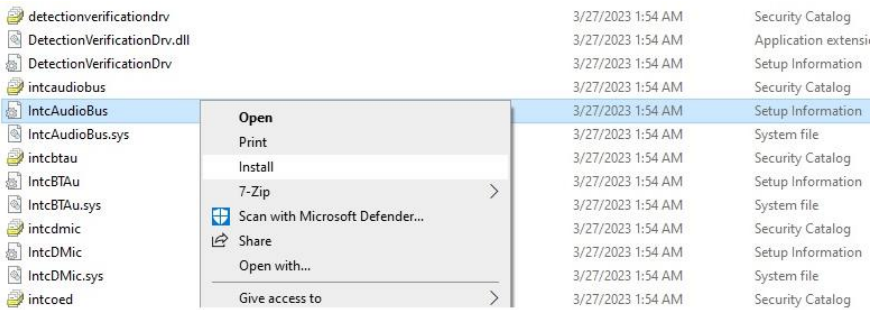 detectionverificationdrv 3/27/2023 1:54 AM Security Catalog
DetectionVerificationDrv.dll 3/27/2023 1:54 AM Application extensi
DetectionVerificationDrv 3/27/2023 1:54 AM Setup Information
intcaudiobus 3/27/2023 1:54 AM Security Catalog
IntcAudioBus 3/27/2023 1:54 AM Setup Information
IntcAudioBus.sys 3/27/2023 1:54 AM System file
intcbtau 3/27/2023 1:54 AM Security Catalog
IntcBTAu 3/27/2023 1:54 AM Setup Information
IntcBTAu.sys 3/27/2023 1:54 AM System file
intcdmic 3/27/2023 1:54 AM Security Catalog
IntcDMic 3/27/2023 1:54 AM Setup Information
IntcDMic.sys 3/27/2023 1:54 AM System file
intcoed 3/27/2023 1:54 AM Security Catalog
Open
Print
Install
7-Zip
Scan with Microsoft Defender...
Share
Open with...
Give access to